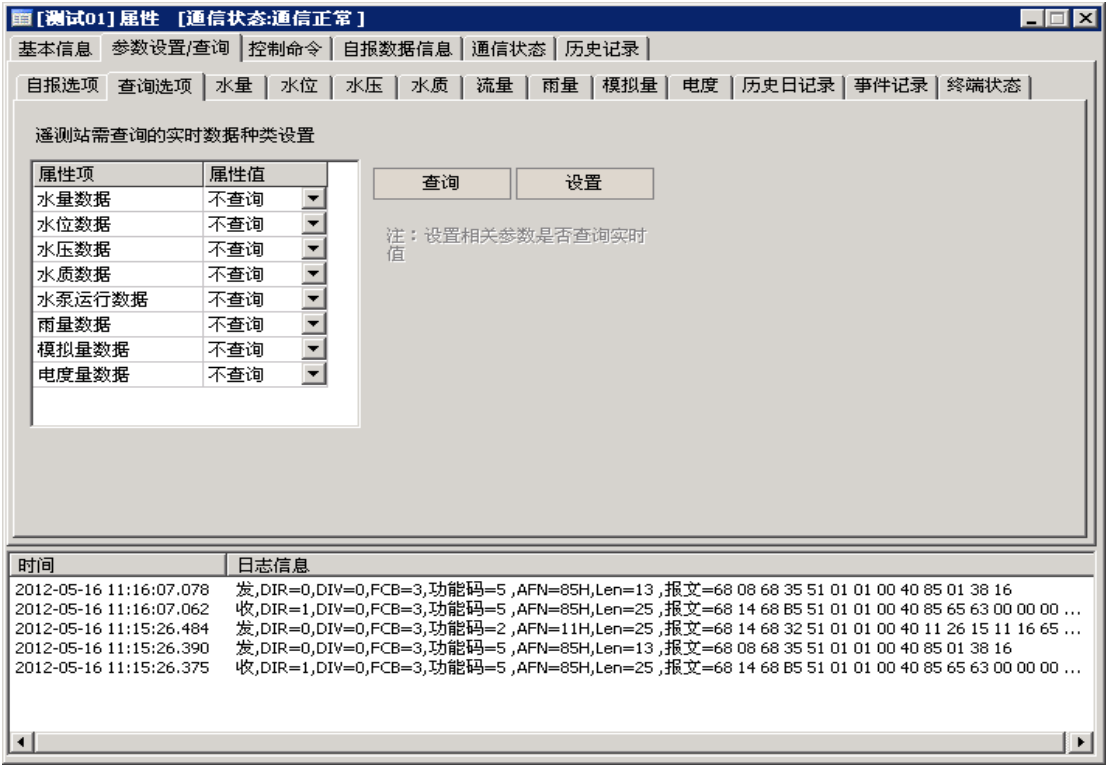 [测试01]属性 [通信状态:通信正常]
基本信息 参数设置/查询 控制命令 自报数据信息 通信状态 历史记录
自报选项 查询选项 水量 水位 水压 水质 流量 雨量 模拟量 电度 历史日记录 事件记录 终端状态
遥测站需查询的实时数据种类设置
属性项 属性值
水量数据 不查询
水位数据 不查询
水压数据 不查询
水质数据 不查询
水泵运行数据 不查询
雨量数据 不查询
模拟量数据 不查询
电度量数据 不查询
查询 设置
注：设置相关参数是否查询实时
值
时间 日志信息
2012-05-16 11:16:07.078 发,DIR=0,DIV=0,FCB=3,功能码=5 ,AFN=85H,Len=13 ,报文=68 08 68 35 51 01 01 00 40 85 01 38 16
2012-05-16 11:16:07.062 收,DIR=1,DIV=0,FCB=3,功能码=5 ,AFN=85H,Len=25 ,报文=68 14 68 B5 51 01 01 00 40 85 65 63 00 00 00 ...
2012-05-16 11:15:26.484 发,DIR=0,DIV=0,FCB=3,功能码=2 ,AFN=11H,Len=25 ,报文=68 14 68 32 51 01 01 00 40 11 26 15 11 16 65 ...
2012-05-16 11:15:26.390 发,DIR=0,DIV=0,FCB=3,功能码=5 ,AFN=85H,Len=13 ,报文=68 08 68 35 51 01 01 00 40 85 01 38 16
2012-05-16 11:15:26.375 收,DIR=1,DIV=0,FCB=3,功能码=5 ,AFN=85H,Len=25 ,报文=68 14 68 B5 51 01 01 00 40 85 65 63 00 00 00 ...